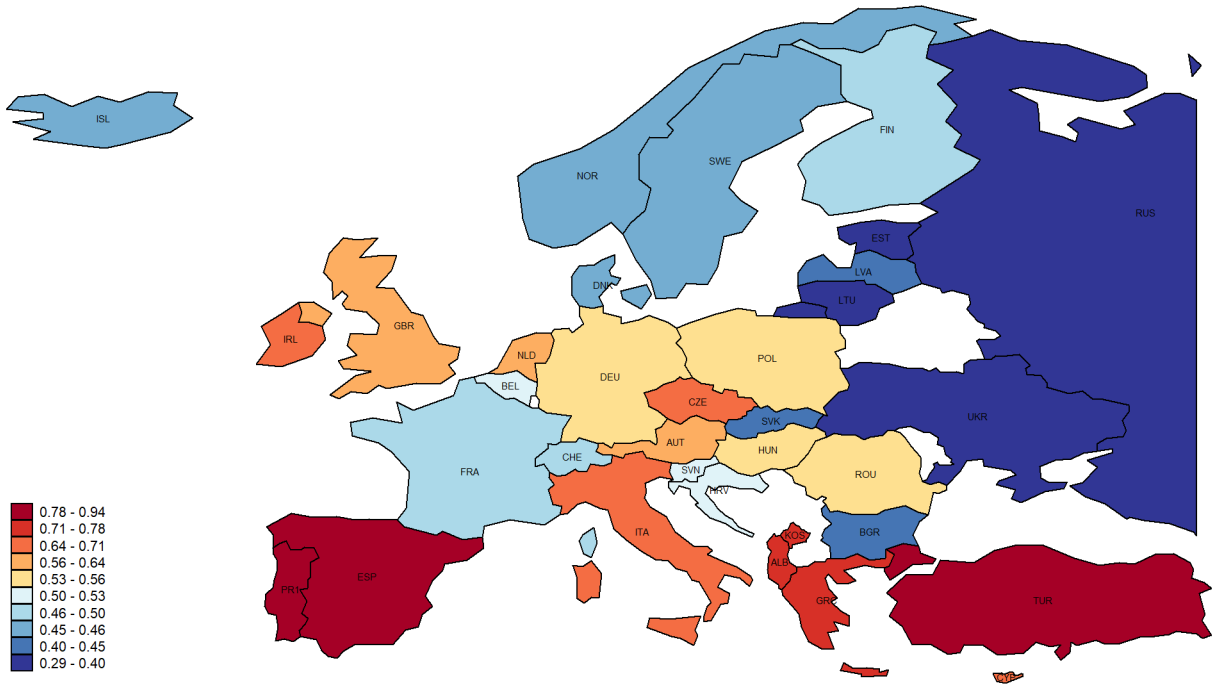 ISL
FIN
SWE
NOR
RUS
EST
LVA
DNK
LTU
GBR
IRL
NLD
POL
DEU
BEL
CZE
UKR
SVK
AUT
HUN
CHE
SVN
FRA
ROU
HRV
ITA
BGR
KOS
ALB
ESP
PR1
GRC
TUR
CYP
0.78 - 0.94
0.71 - 0.78
0.64 - 0.71
0.56 - 0.64
0.53 - 0.56
0.50 - 0.53
0.46 - 0.50
0.45 - 0.46
0.40 - 0.45
0.29 - 0.40